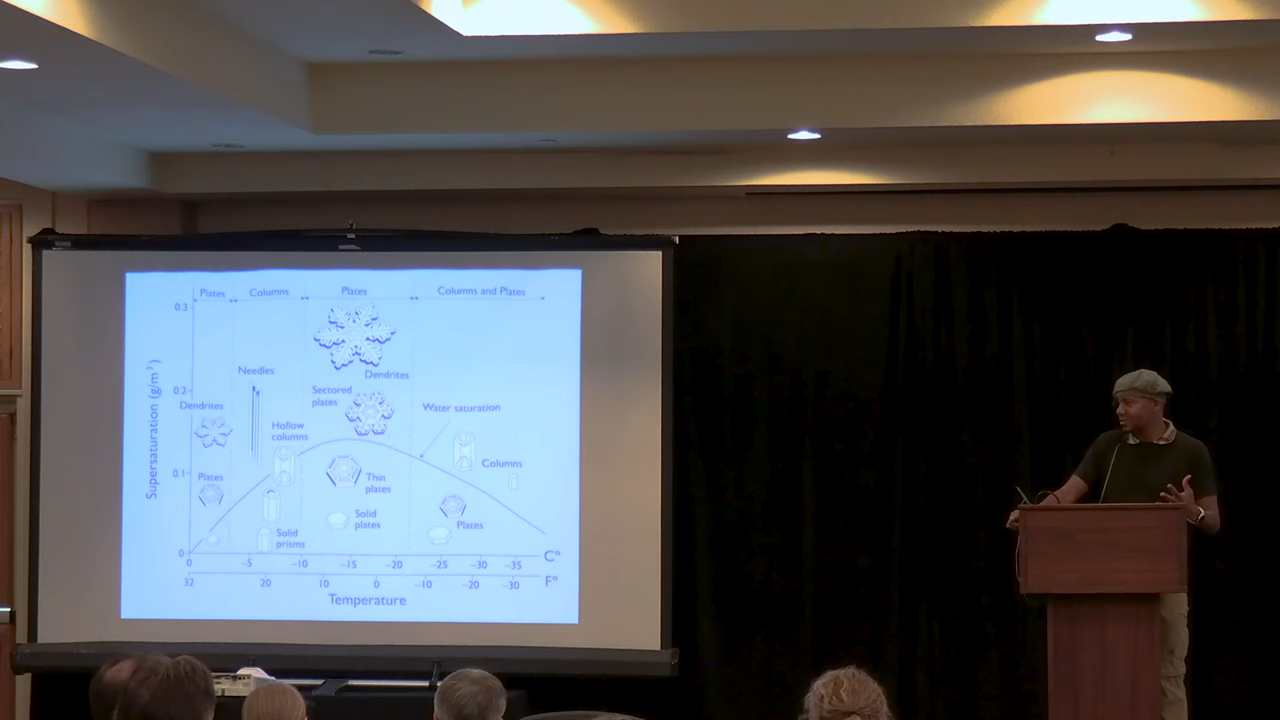 Plates Columns Plates Columns and Plates
0.3
Dendrites
Needles
Sectored
plates
0.2
Dendrites
Water saturation
Hollow
columns
Supersaturation (g/m³)
Columns
Plates
0.1
Thin
plates
Solid
plates
Plates
Solid
prisms
0
0 -5 -10 -15 -20 -25 -30 -35 C°
32 20 10 0 -10 -20 -30 F°
Temperature